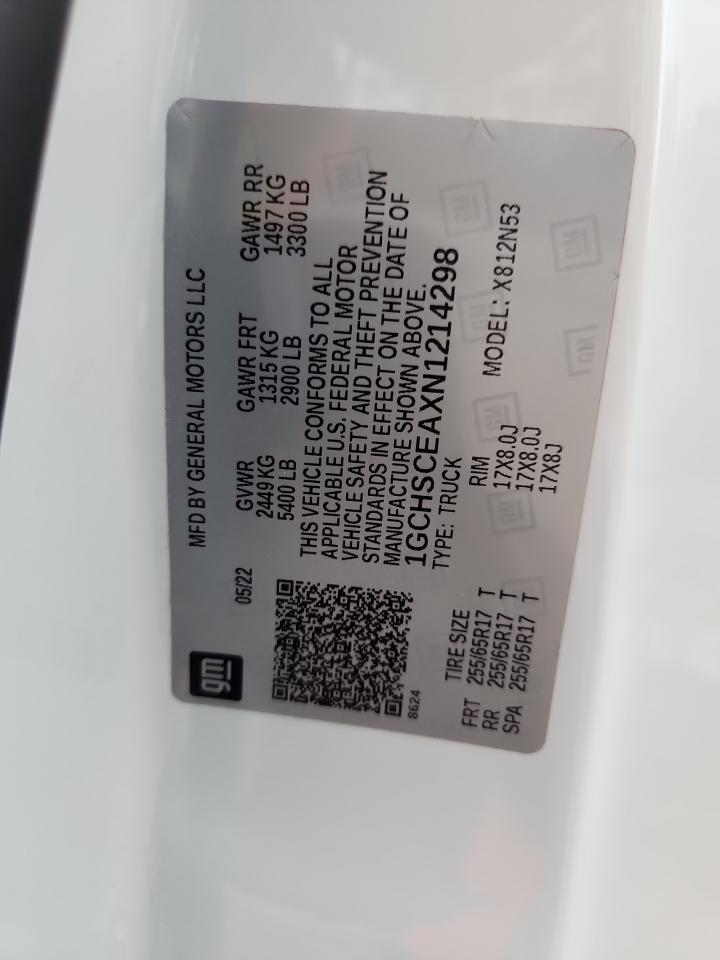 gm
MFD BY GENERAL MOTORS LLC
05/22
GVWR GAWR FRT GAWR RR
2449 KG 1315 KG 1497 KG
5400 LB 2900 LB 3300 LB
THIS VEHICLE CONFORMS TO ALL
APPLICABLE U.S. FEDERAL MOTOR
VEHICLE SAFETY AND THEFT PREVENTION
STANDARDS IN EFFECT ON THE DATE OF
MANUFACTURE SHOWN ABOVE.
1GCHSCEAXN1214298
8624
TYPE: TRUCK MODEL: X812N53
TIRE SIZE RIM
FRT 255/65R17 T 17X8.0J
RR 255/65R17 T 17X8.0J
SPA 255/65R17 T 17X8J